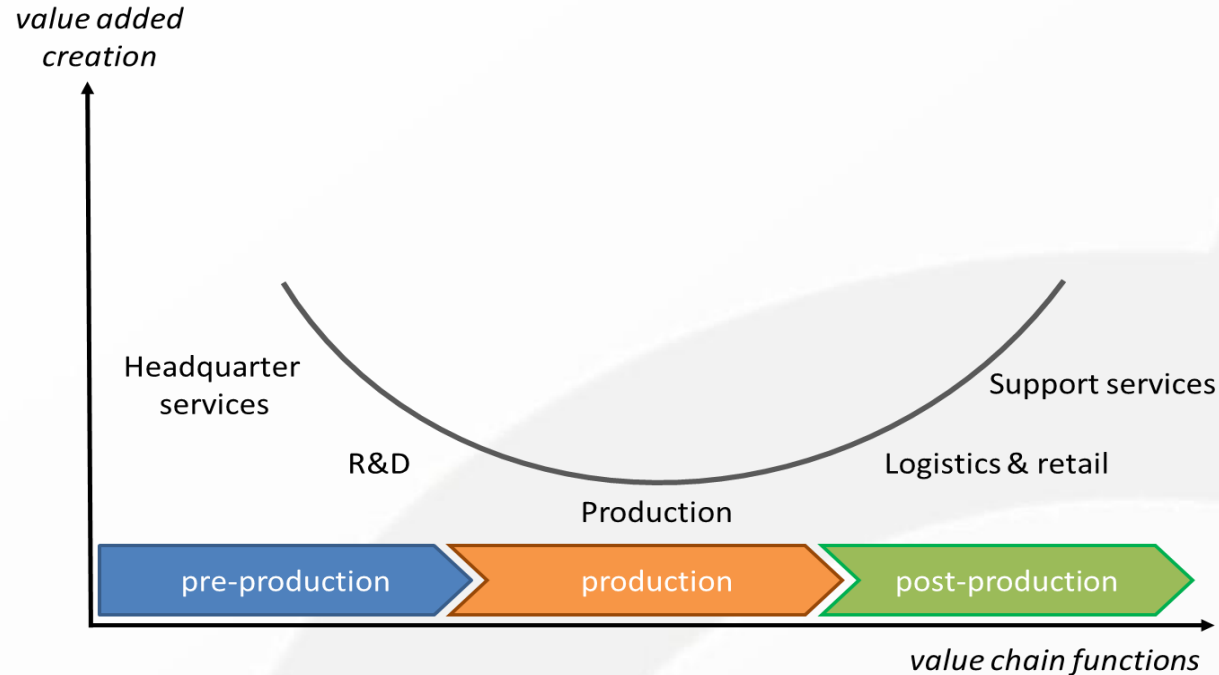 value added
creation
Headquarter
services
R&D
Production
Logistics & retail
Support services
pre-production
production
post-production
value chain functions